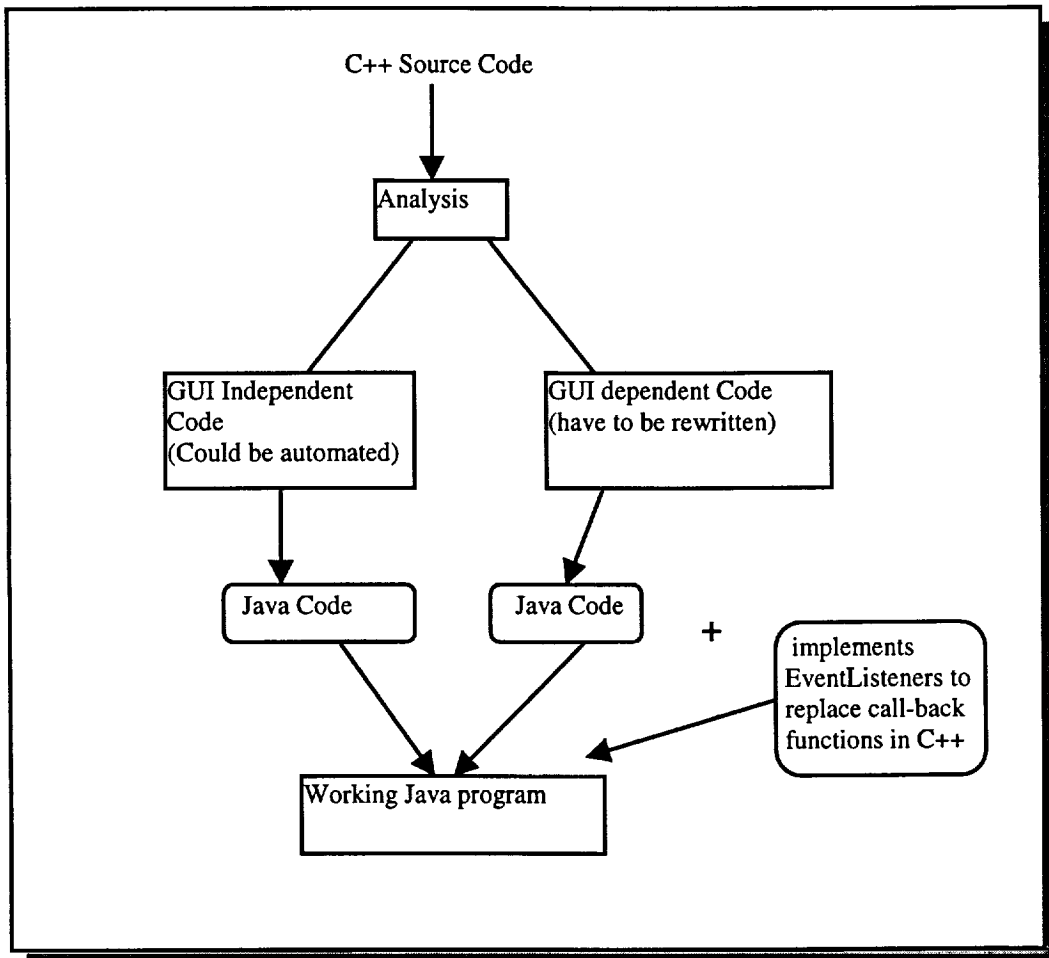 C++ Source Code
Analysis
GUI Independent
Code
(Could be automated)
GUI dependent Code
(have to be rewritten)
Java Code
Java Code
+
implements
EventListeners to
replace call-back
functions in C++
Working Java program